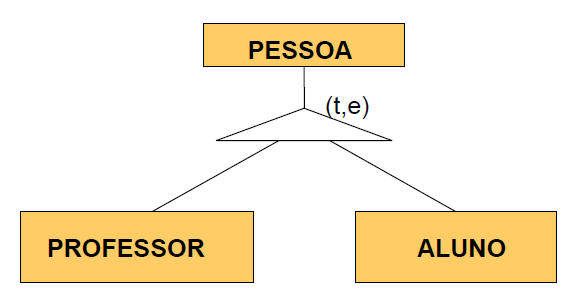 PESSOA
(t,e)
PROFESSOR
ALUNO